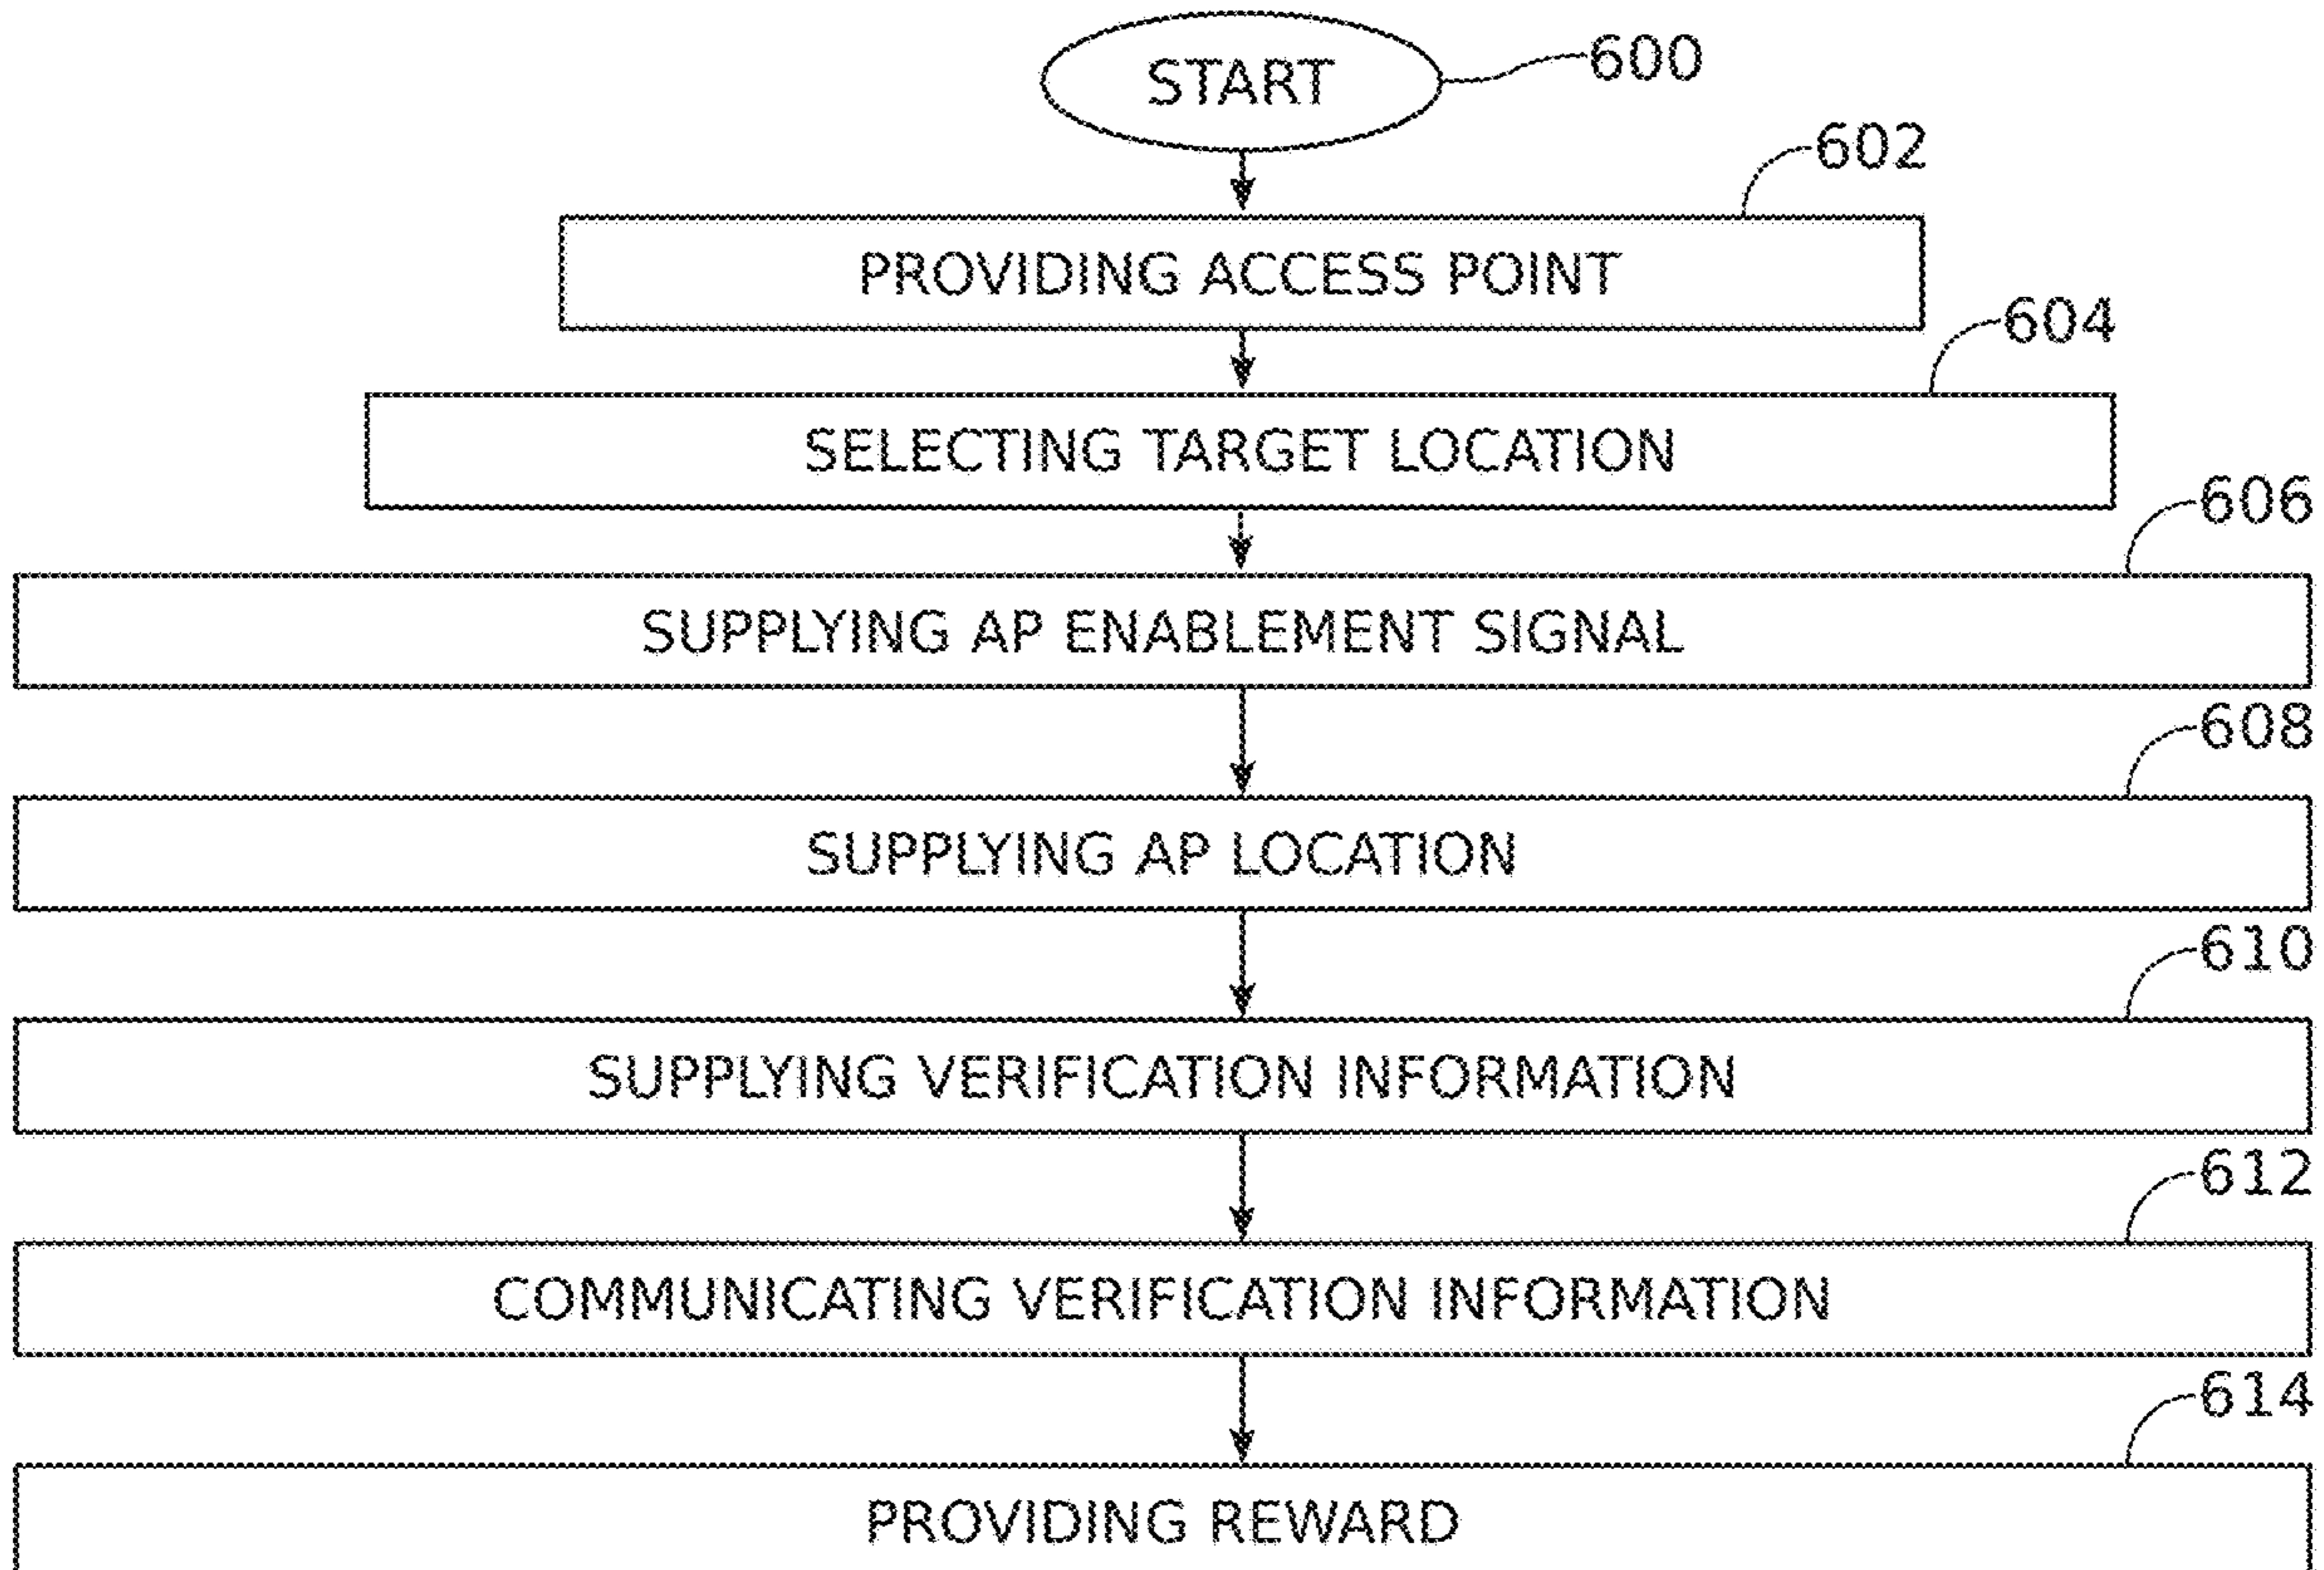 START
600
602
PROVIDING ACCESS POINT
604
SELECTING TARGET LOCATION
606
SUPPLYING AP ENABLEMENT SIGNAL
608
SUPPLYING AP LOCATION
610
SUPPLYING VERIFICATION INFORMATION
612
COMMUNICATING VERIFICATION INFORMATION
614
PROVIDING REWARD